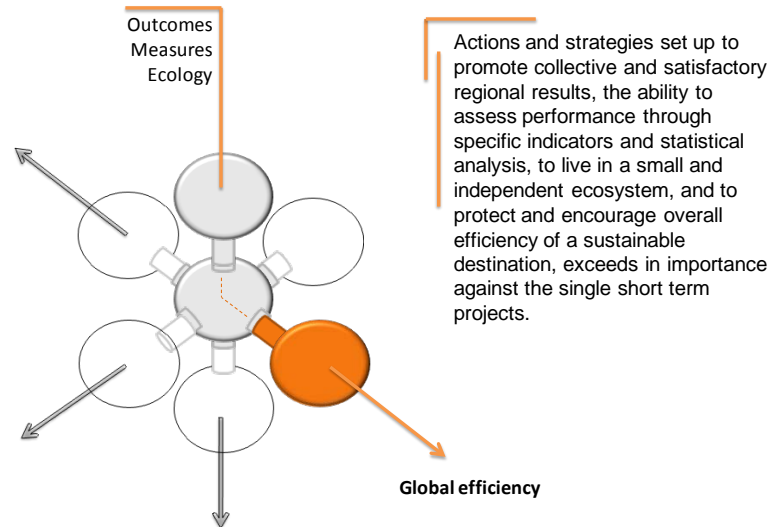 Outcomes
Measures
Ecology
Actions and strategies set up to
promote collective and satisfactory
regional results, the ability to
assess performance through
specific indicators and statistical
analysis, to live in a small and
independent ecosystem, and to
protect and encourage overall
efficiency of a sustainable
destination, exceeds in importance
against the single short term
projects.
Global efficiency